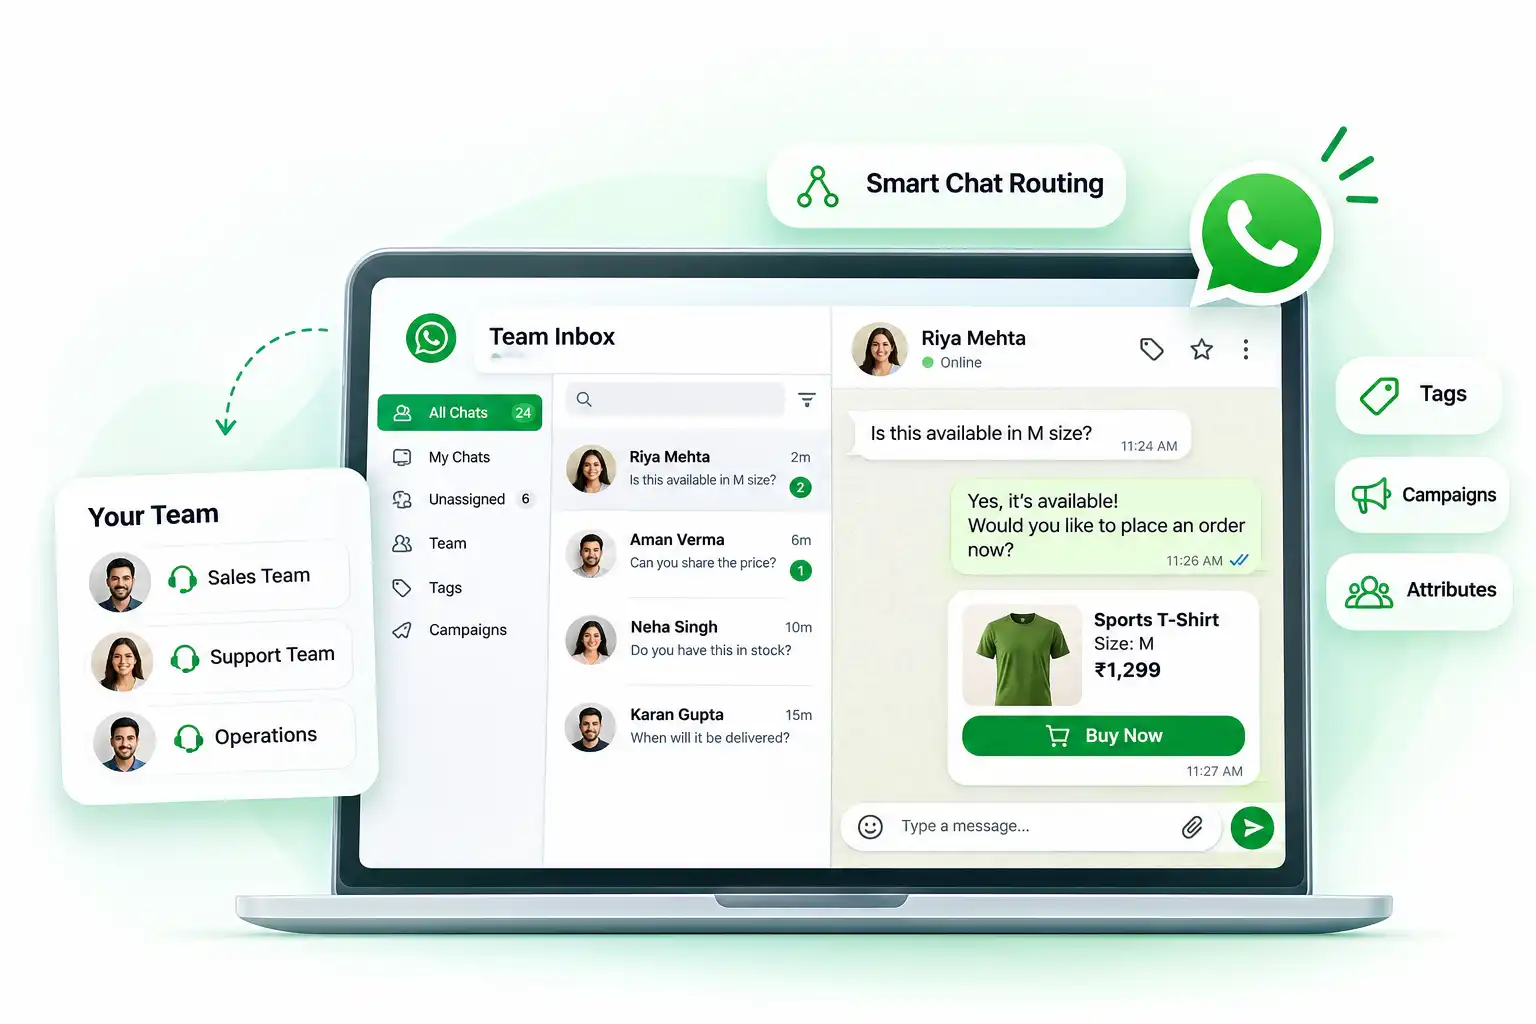 Smart Chat Routing
Team Inbox
All Chats 24
My Chats
Unassigned 6
Team
Tags
Campaigns
Riya Mehta 2m
Is this available in M size? 2
Aman Verma 6m
Can you share the price? 1
Neha Singh 10m
Do you have this in stock?
Karan Gupta 15m
When will it be delivered?
Riya Mehta
Online
Is this available in M size?
11:24 AM
Yes, it's available!
Would you like to place an order
now?
11:26 AM
Sports T-Shirt
Size: M
₹1,299
Buy Now
11:27 AM
Type a message...
Your Team
Sales Team
Support Team
Operations
Tags
Campaigns
Attributes